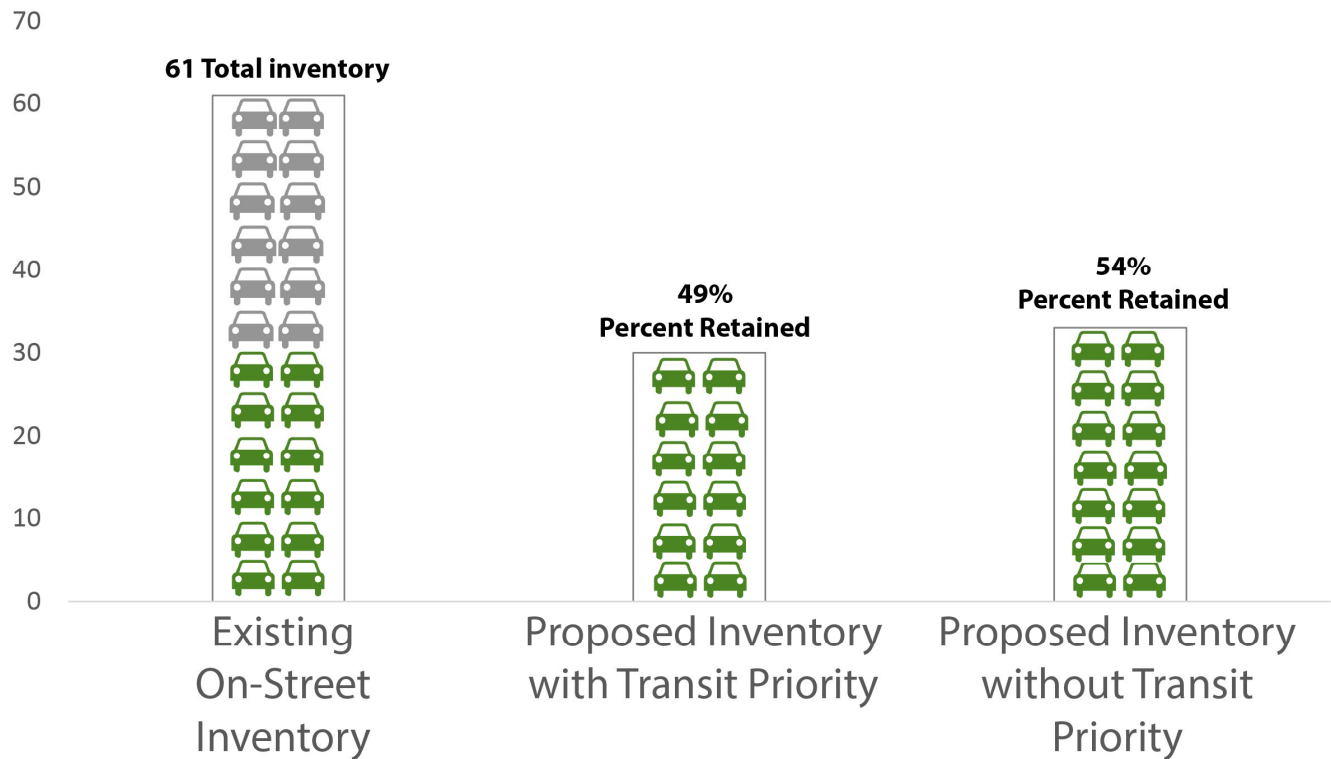 70
61 Total inventory
60
50
40
54%
Percent Retained
49%
Percent Retained
30
20
10
0
Existing
On-Street
Inventory
Proposed Inventory
with Transit Priority
Proposed Inventory
without Transit
Priority